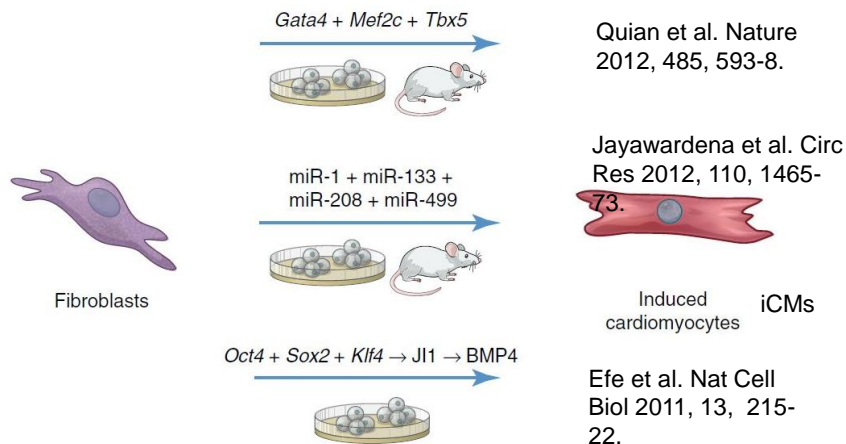 Gata4 + Mef2c + Tbx5
Quian et al. Nature
2012, 485, 593-8.
miR-1 + miR-133 +
miR-208 + miR-499
Jayawardena et al. Circ
Res 2012, 110, 1465-
73.
Fibroblasts
Induced
cardiomyocytes
iCMs
Oct4 + Sox2 + Klf4 → JI1 → BMP4
Efe et al. Nat Cell
Biol 2011, 13, 215-
22.